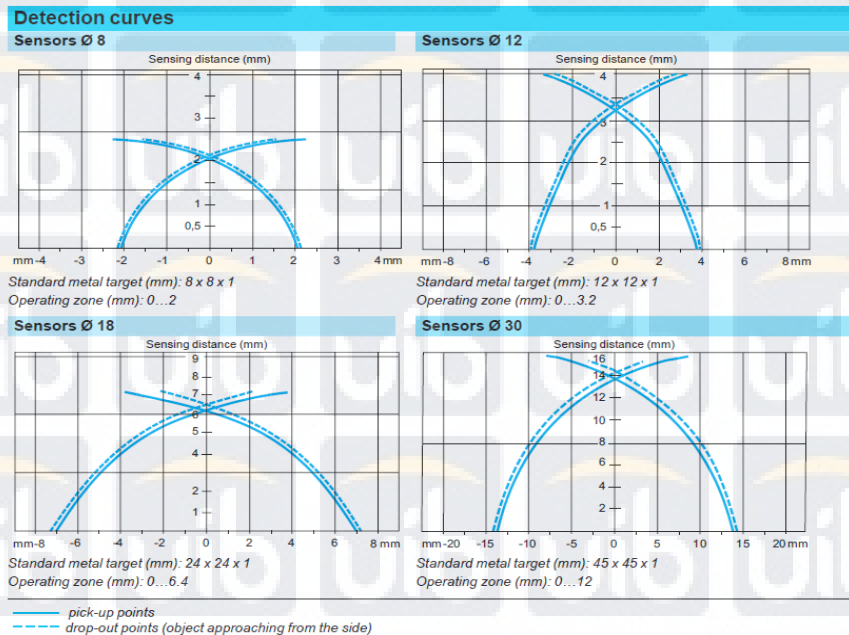 Detection curves
Sensors Ø 8
Sensing distance (mm)
4
3
2
1
0,5
mm-4 -3 -2 -1 0 1 2 3 4 mm
Standard metal target (mm): 8 x 8 x 1
Operating zone (mm): 0...2
Sensors Ø 12
Sensing distance (mm)
4
3
2
1
0,5
mm-8 -6 -4 -2 0 2 4 6 8 mm
Standard metal target (mm): 12 x 12 x 1
Operating zone (mm): 0...3.2
Sensors Ø 18
Sensing distance (mm)
9
8
7
6
5
4
2
1
mm-8 -6 -4 -2 0 2 4 6 8 mm
Standard metal target (mm): 24 x 24 x 1
Operating zone (mm): 0...6.4
Sensors Ø 30
Sensing distance (mm)
16
14
12
10
8
6
4
2
mm-20 -15 -10 -5 0 5 10 15 20 mm
Standard metal target (mm): 45 x 45 x 1
Operating zone (mm): 0...12
pick-up points
drop-out points (object approaching from the side)